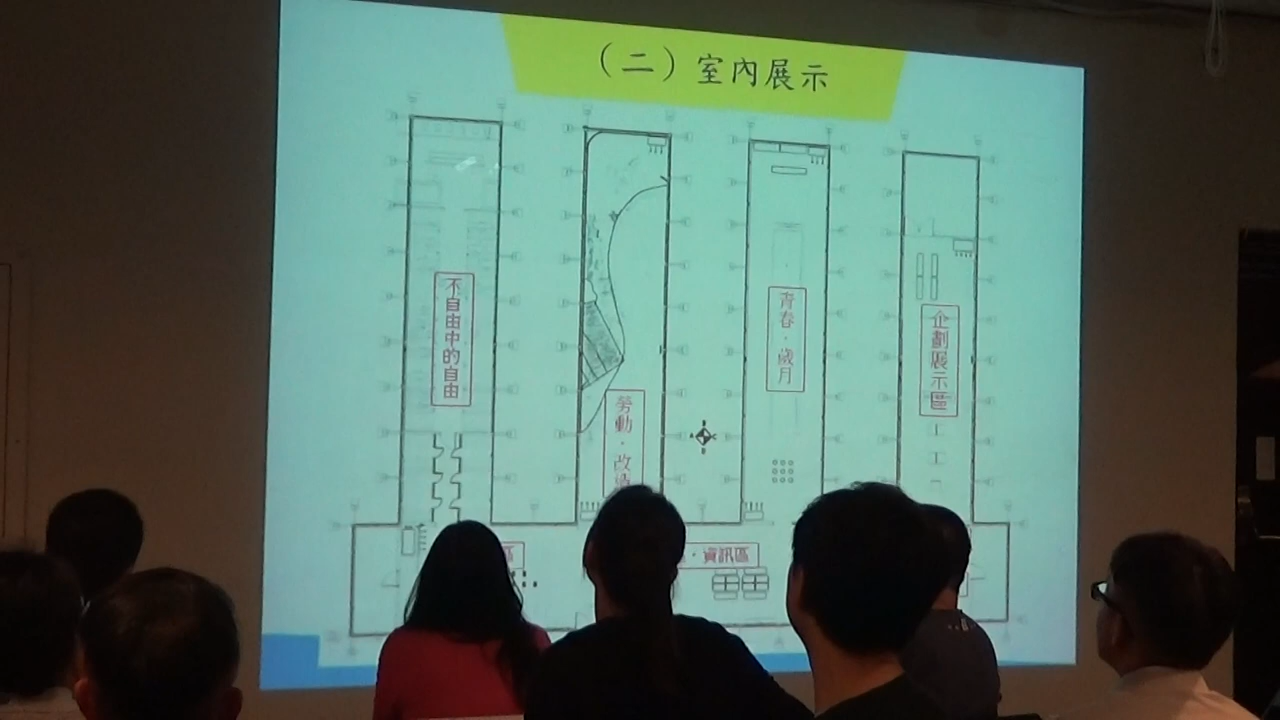 （二）室內展示
不自由中的自由
勞動．改造
青春．歲月
企劃展示區
區
．資訊區